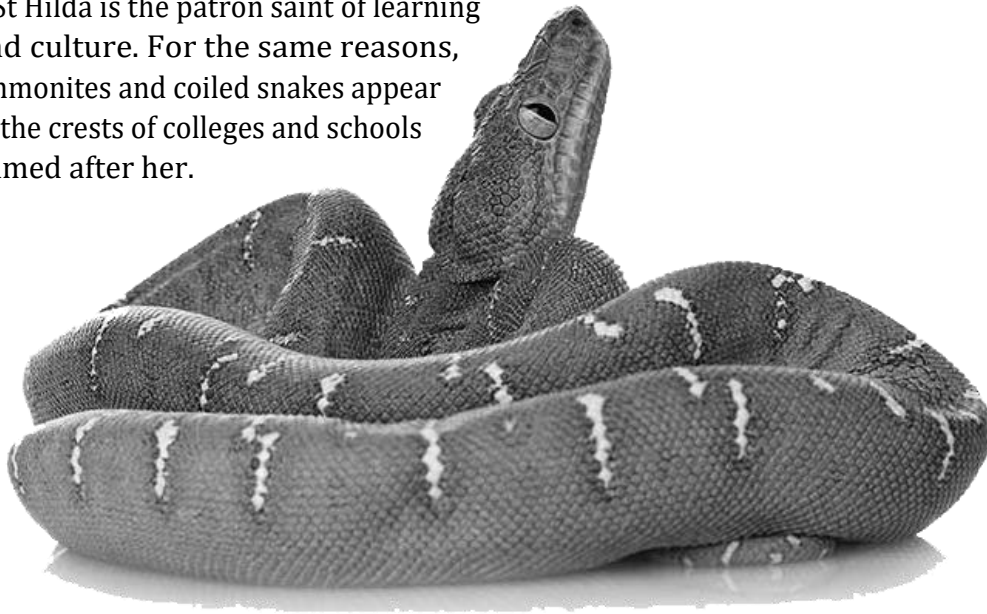 St Hilda is the patron saint of learning
nd culture. For the same reasons,
mmonites and coiled snakes appear
the crests of colleges and schools
med after her.